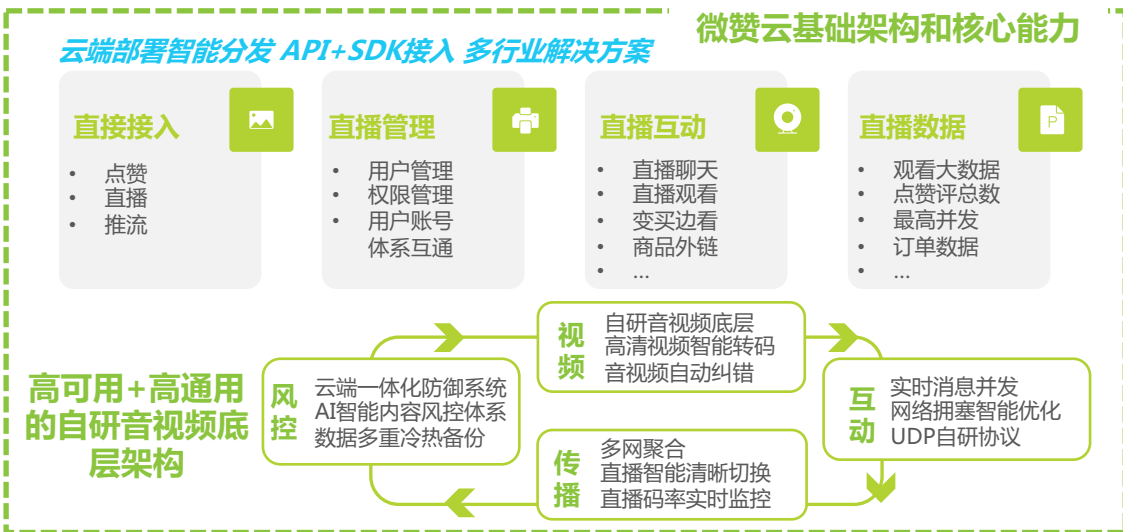 微赞云基础架构和核心能力
云端部署智能分发 API+SDK接入 多行业解决方案
直接接入
• 点赞
• 直播
• 推流
直播管理
• 用户管理
• 权限管理
• 用户账号
体系互通
直播互动
• 直播聊天
• 直播观看
• 变买边看
• 商品外链
• ...
直播数据
P
• 观看大数据
• 点赞评总数
• 最高并发
• 订单数据
• ...
高可用+高通用
的自研音视频底
层架构
风控
云端一体化防御系统
AI智能内容风控体系
数据多重冷热备份
视频
自研音视频底层
高清视频智能转码
音视频自动纠错
互动
实时消息并发
网络拥塞智能优化
UDP自研协议
传播
多网聚合
直播智能清晰切换
直播码率实时监控